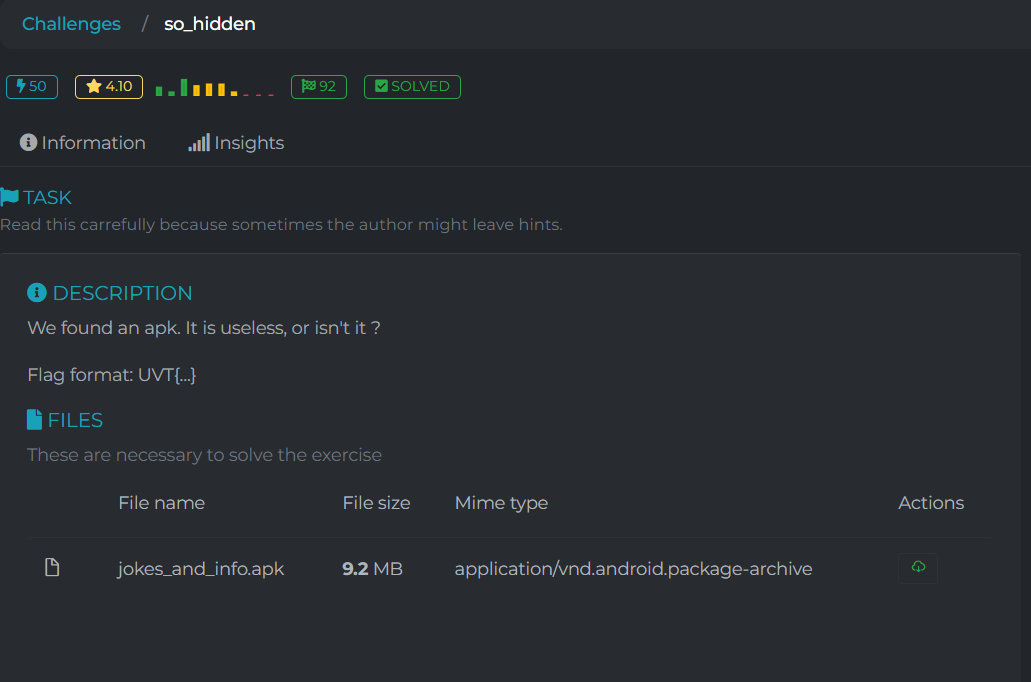 Challenges / so_hidden
50 4.10 92 SOLVED
Information Insights
TASK
Read this carrefully because sometimes the author might leave hints.
DESCRIPTION
We found an apk. It is useless, or isn't it ?
Flag format: UVT{...}
FILES
These are necessary to solve the exercise
File name File size Mime type Actions
jokes_and_info.apk 9.2 MB application/vnd.android.package-archive